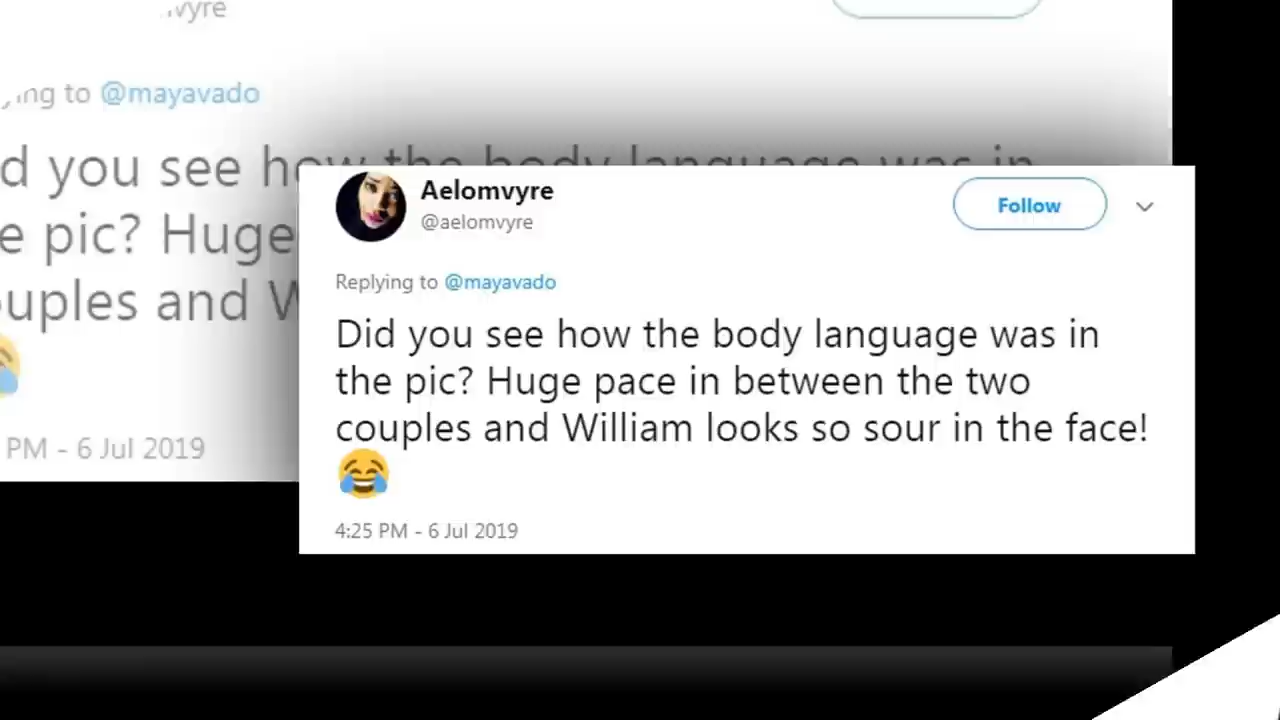 vyre
ng to @mayavado
d you see how the body language was in
e pic? Huge
ouples and W
PM - 6 Jul 2019
Aelomvyre
@aelomvyre
Follow
Replying to @mayavado
Did you see how the body language was in
the pic? Huge pace in between the two
couples and William looks so sour in the face!
😂
4:25 PM - 6 Jul 2019